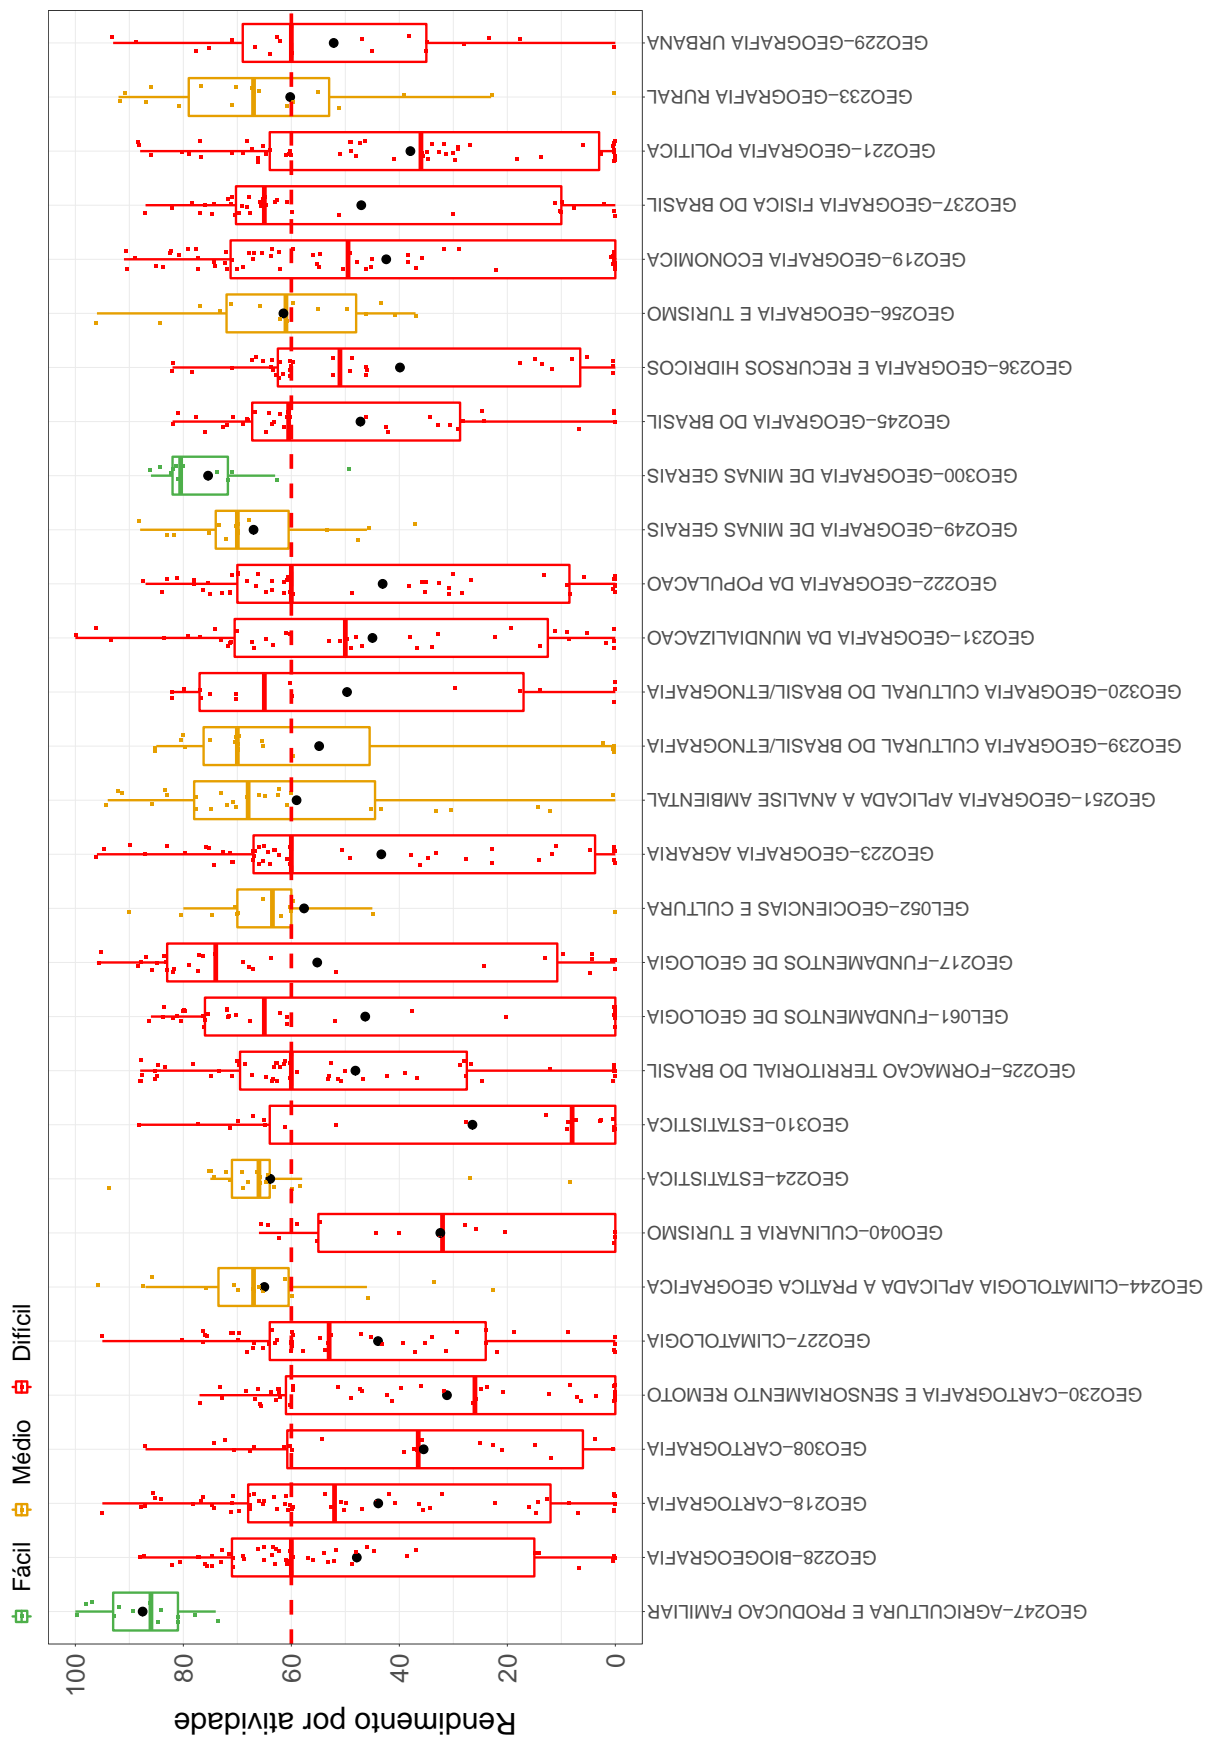 Fácil Médio Difícil
Rendimento por atividade
100
80
60
40
20
0
GEO247-AGRICULTURA E PRODUCAO FAMILIAR
GEO228-BIOGEOGRAFIA
GEO218-CARTOGRAFIA
GEO308-CARTOGRAFIA
GEO230-CARTOGRAFIA E SENSORIAMENTO REMOTO
GEO227-CLIMATOLOGIA
GEO244-CLIMATOLOGIA APLICADA A PRATICA GEOGRAFICA
GEO040-CULINARIA E TURISMO
GEO224-ESTATISTICA
GEO310-ESTATISTICA
GEO225-FORMACAO TERRITORIAL DO BRASIL
GEL061-FUNDAMENTOS DE GEOLOGIA
GEO217-FUNDAMENTOS DE GEOLOGIA
GEL052-GEOCIENCIAS E CULTURA
GEO223-GEOGRAFIA AGRARIA
GEO251-GEOGRAFIA APLICADA A ANALISE AMBIENTAL
GEO239-GEOGRAFIA CULTURAL DO BRASIL/ETNOGRAFIA
GEO320-GEOGRAFIA CULTURAL DO BRASIL/ETNOGRAFIA
GEO231-GEOGRAFIA DA MUNDIALIZACAO
GEO222-GEOGRAFIA DA POPULACAO
GEO249-GEOGRAFIA DE MINAS GERAIS
GEO300-GEOGRAFIA DE MINAS GERAIS
GEO245-GEOGRAFIA DO BRASIL
GEO236-GEOGRAFIA E RECURSOS HIDRICOS
GEO256-GEOGRAFIA E TURISMO
GEO219-GEOGRAFIA ECONOMICA
GEO237-GEOGRAFIA FISICA DO BRASIL
GEO221-GEOGRAFIA POLITICA
GEO233-GEOGRAFIA RURAL
GEO229-GEOGRAFIA URBANA